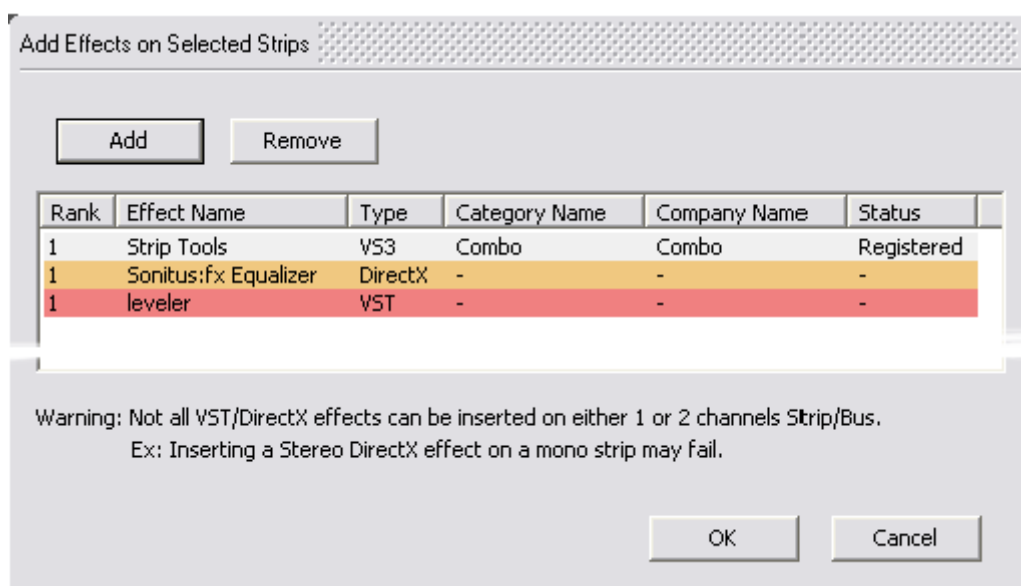 Add Effects on Selected Strips
Add Remove
Rank Effect Name Type Category Name Company Name Status
1 Strip Tools VS3 Combo Combo Registered
1 Sonitus:fx Equalizer DirectX - - -
1 leveler VST - - -
Warning: Not all VST/DirectX effects can be inserted on either 1 or 2 channels Strip/Bus.
Ex: Inserting a Stereo DirectX effect on a mono strip may fail.
OK Cancel